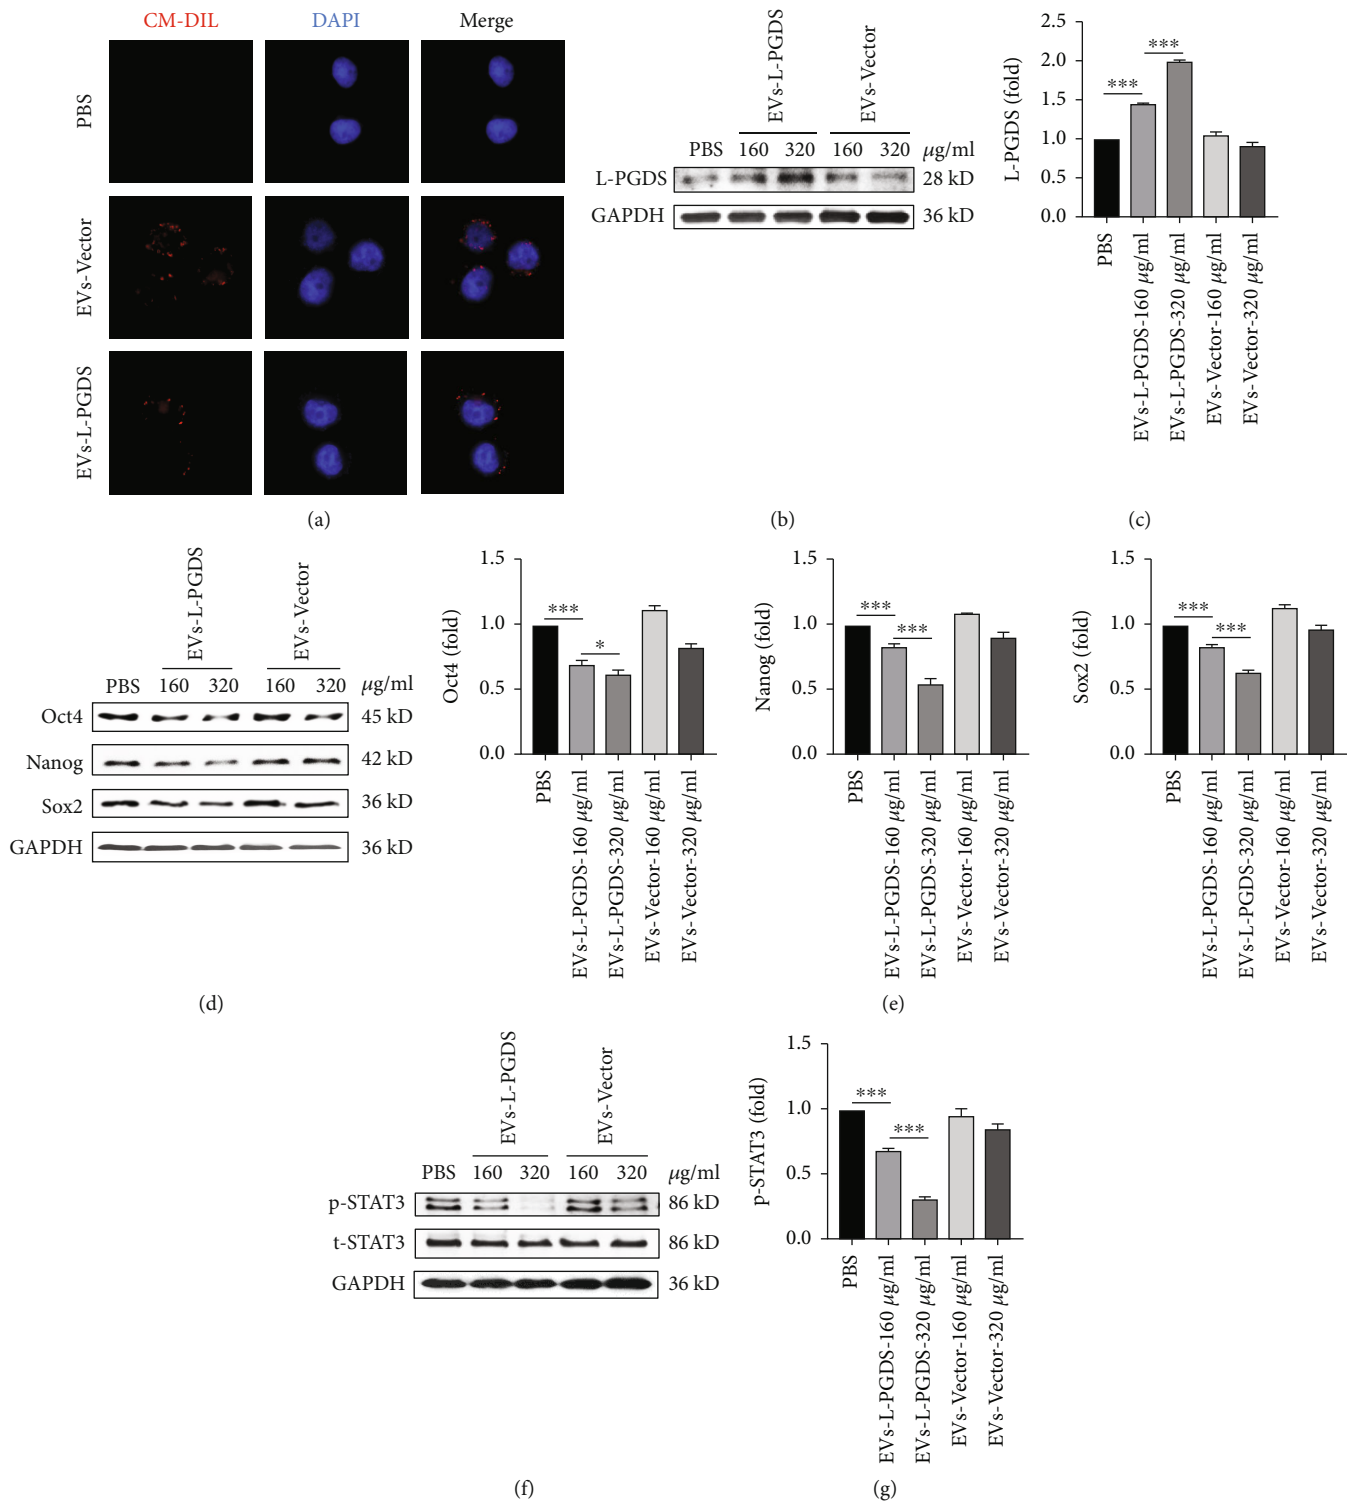 CM-DIL DAPI Merge
PBS
EVs-Vector
EVs-L-PGDS
(a)
EVs-L-PGDS EVs-Vector
PBS 160 320 160 320 μg/ml
L-PGDS 28 kD
GAPDH 36 kD
(b)
L-PGDS (fold)
2.5
2.0
1.5
1.0
0.5
0.0
*** ***
PBS
EVs-L-PGDS-160 μg/ml
EVs-L-PGDS-320 μg/ml
EVs-Vector-160 μg/ml
EVs-Vector-320 μg/ml
(c)
EVs-L-PGDS EVs-Vector
PBS 160 320 160 320 μg/ml
Oct4 45 kD
Nanog 42 kD
Sox2 36 kD
GAPDH 36 kD
(d)
Oct4 (fold)
1.5
1.0
0.5
0.0
*** *
PBS
EVs-L-PGDS-160 μg/ml
EVs-L-PGDS-320 μg/ml
EVs-Vector-160 μg/ml
EVs-Vector-320 μg/ml
Nanog (fold)
1.5
1.0
0.5
0.0
*** ***
PBS
EVs-L-PGDS-160 μg/ml
EVs-L-PGDS-320 μg/ml
EVs-Vector-160 μg/ml
EVs-Vector-320 μg/ml
Sox2 (fold)
1.5
1.0
0.5
0.0
*** ***
PBS
EVs-L-PGDS-160 μg/ml
EVs-L-PGDS-320 μg/ml
EVs-Vector-160 μg/ml
EVs-Vector-320 μg/ml
(e)
EVs-L-PGDS EVs-Vector
PBS 160 320 160 320 μg/ml
p-STAT3 86 kD
t-STAT3 86 kD
GAPDH 36 kD
(f)
p-STAT3 (fold)
1.5
1.0
0.5
0.0
*** ***
PBS
EVs-L-PGDS-160 μg/ml
EVs-L-PGDS-320 μg/ml
EVs-Vector-160 μg/ml
EVs-Vector-320 μg/ml
(g)